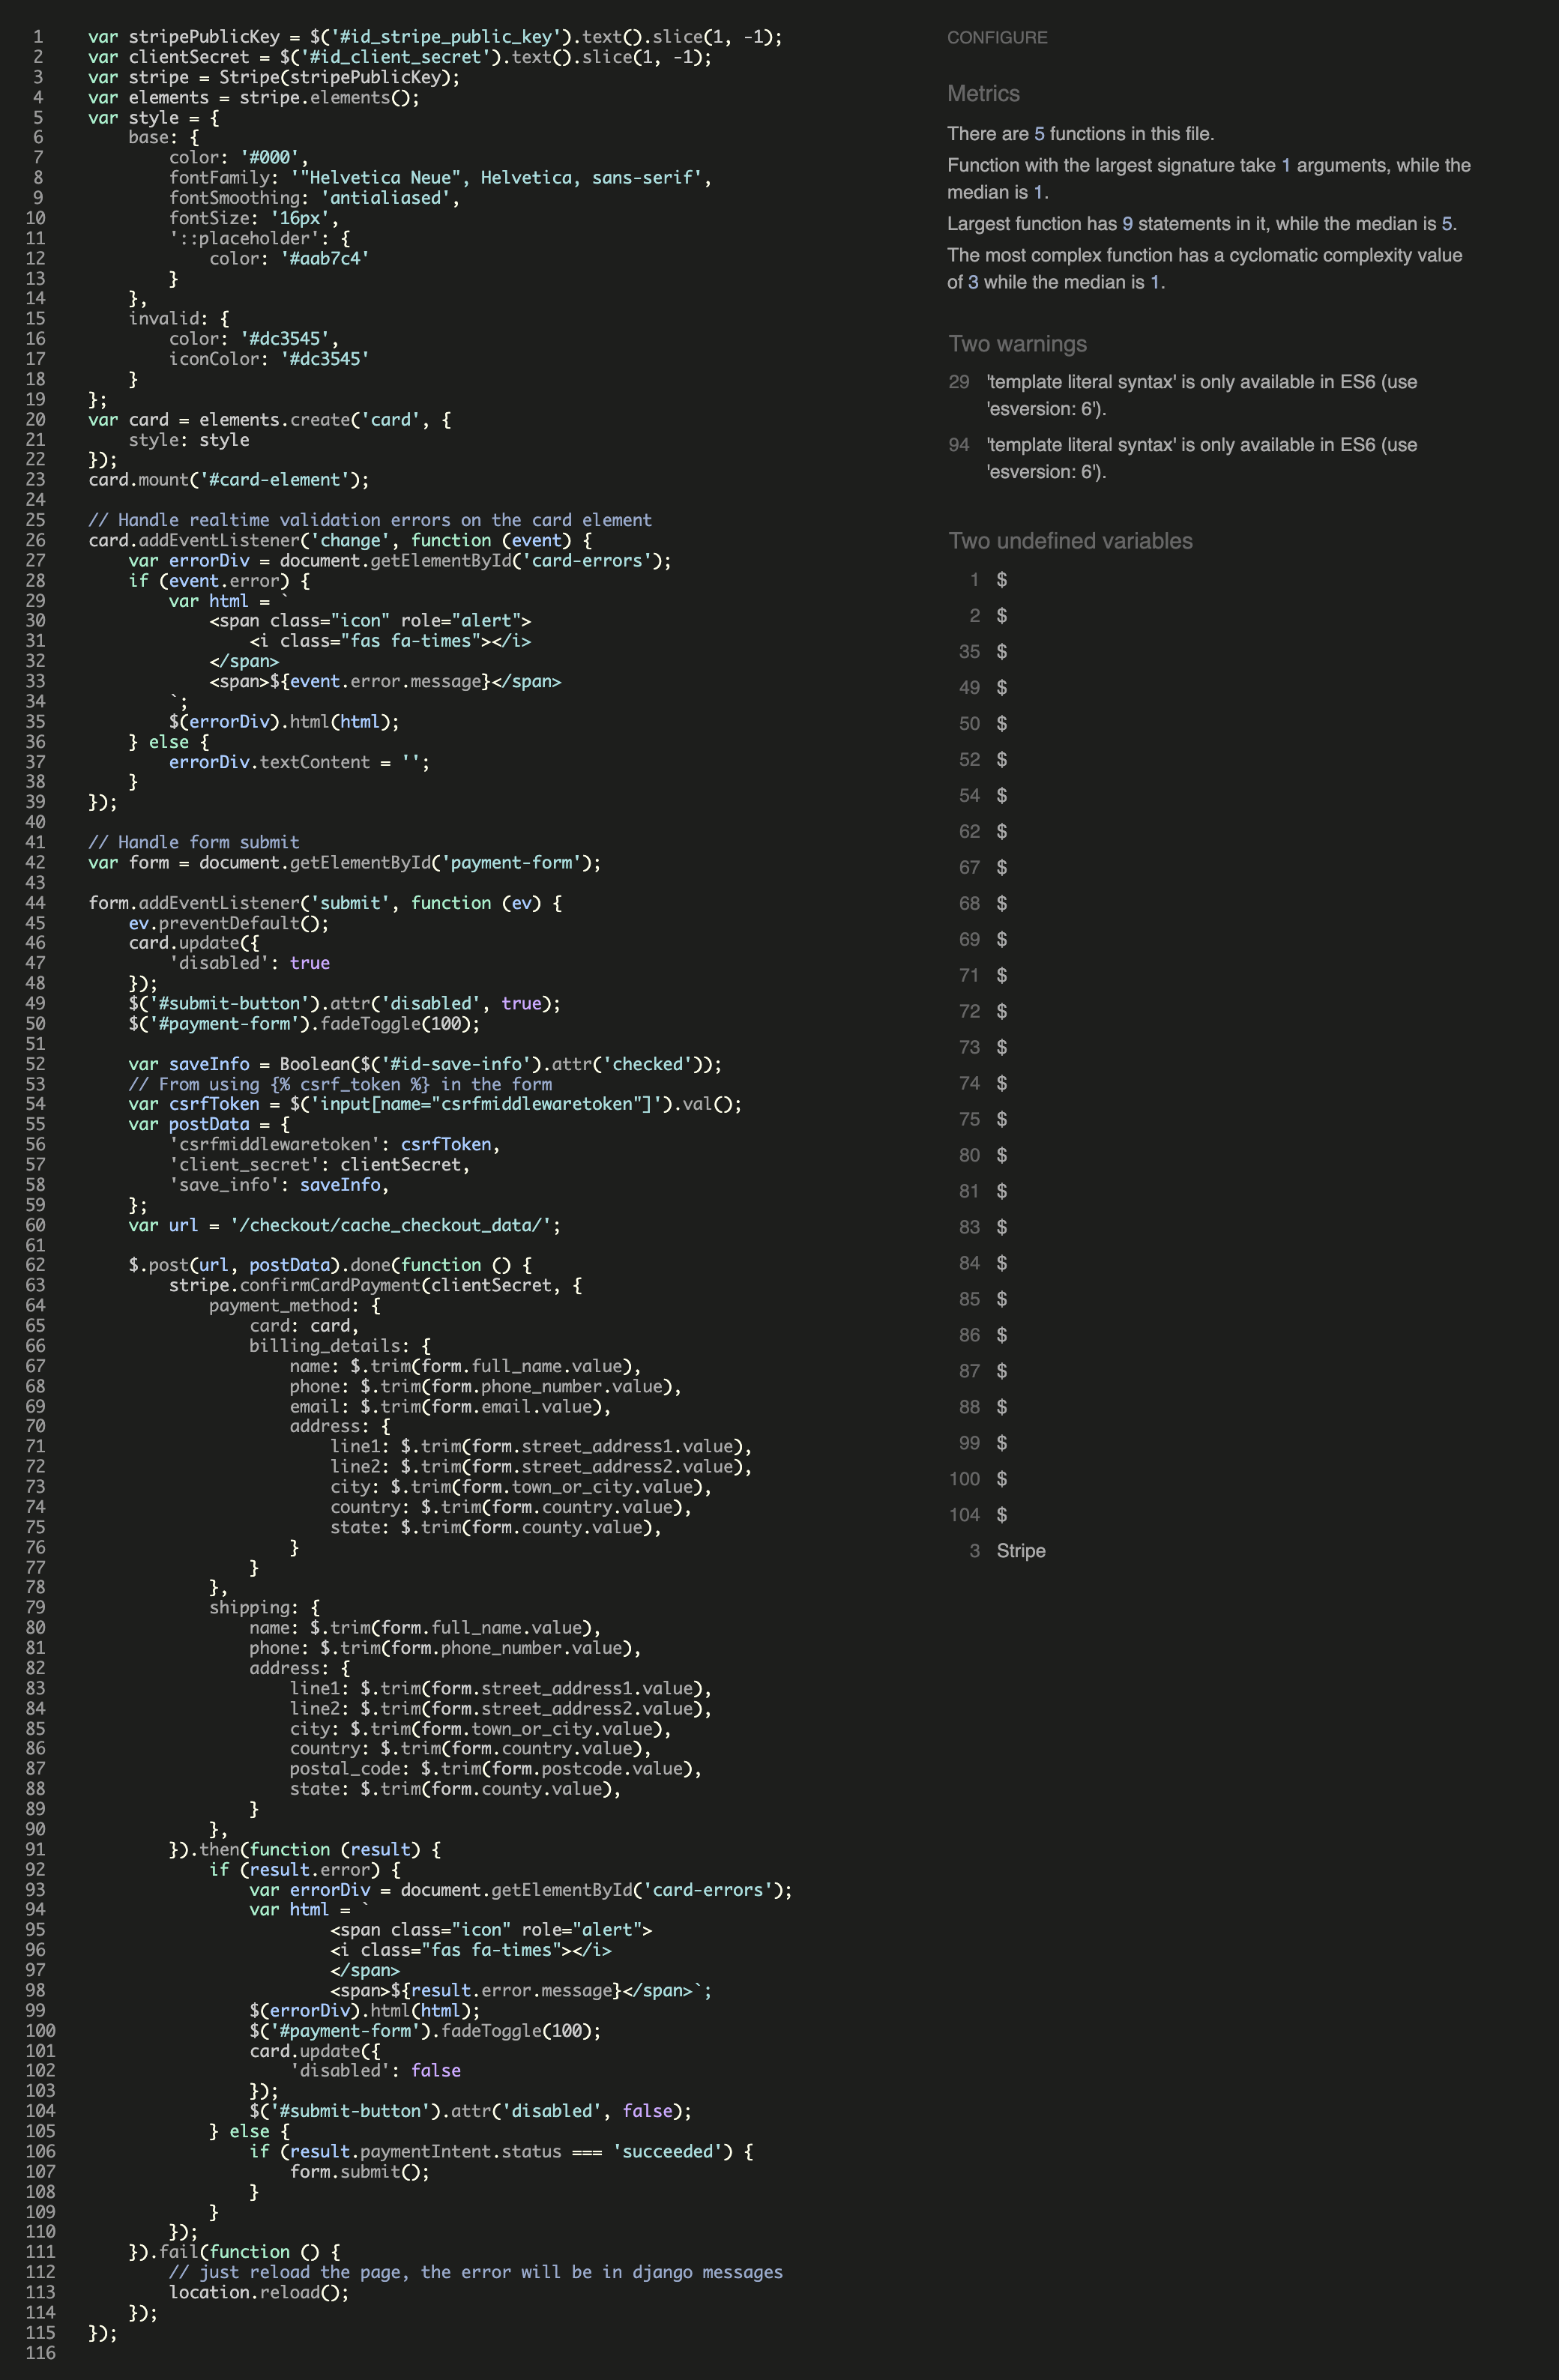 1 var stripePublicKey = $('#id_stripe_public_key').text().slice(1, -1);
2 var clientSecret = $('#id_client_secret').text().slice(1, -1);
3 var stripe = Stripe(stripePublicKey);
4 var elements = stripe.elements();
5 var style = {
6 base: {
7 color: '#000',
8 fontFamily: '"Helvetica Neue", Helvetica, sans-serif',
9 fontSmoothing: 'antialiased',
10 fontSize: '16px',
11 '::placeholder': {
12 color: '#aab7c4'
13 }
14 },
15 invalid: {
16 color: '#dc3545',
17 iconColor: '#dc3545'
18 }
19 };
20 var card = elements.create('card', {
21 style: style
22 });
23 card.mount('#card-element');
24
25 // Handle realtime validation errors on the card element
26 card.addEventListener('change', function (event) {
27 var errorDiv = document.getElementById('card-errors');
28 if (event.error) {
29 var html = `
30 <span class="icon" role="alert">
31 <i class="fas fa-times"></i>
32 </span>
33 <span>${event.error.message}</span>
34 `;
35 $(errorDiv).html(html);
36 } else {
37 errorDiv.textContent = '';
38 }
39 });
40
41 // Handle form submit
42 var form = document.getElementById('payment-form');
43
44 form.addEventListener('submit', function (ev) {
45 ev.preventDefault();
46 card.update({
47 'disabled': true
48 });
49 $('#submit-button').attr('disabled', true);
50 $('#payment-form').fadeToggle(100);
51
52 var saveInfo = Boolean($('#id-save-info').attr('checked'));
53 // From using {% csrf_token %} in the form
54 var csrfToken = $('input[name="csrfmiddlewaretoken"]').val();
55 var postData = {
56 'csrfmiddlewaretoken': csrfToken,
57 'client_secret': clientSecret,
58 'save_info': saveInfo,
59 };
60 var url = '/checkout/cache_checkout_data/';
61
62 $.post(url, postData).done(function () {
63 stripe.confirmCardPayment(clientSecret, {
64 payment_method: {
65 card: card,
66 billing_details: {
67 name: $.trim(form.full_name.value),
68 phone: $.trim(form.phone_number.value),
69 email: $.trim(form.email.value),
70 address: {
71 line1: $.trim(form.street_address1.value),
72 line2: $.trim(form.street_address2.value),
73 city: $.trim(form.town_or_city.value),
74 country: $.trim(form.country.value),
75 state: $.trim(form.county.value),
76 }
77 }
78 },
79 shipping: {
80 name: $.trim(form.full_name.value),
81 phone: $.trim(form.phone_number.value),
82 address: {
83 line1: $.trim(form.street_address1.value),
84 line2: $.trim(form.street_address2.value),
85 city: $.trim(form.town_or_city.value),
86 country: $.trim(form.country.value),
87 postal_code: $.trim(form.postcode.value),
88 state: $.trim(form.county.value),
89 }
90 },
91 }).then(function (result) {
92 if (result.error) {
93 var errorDiv = document.getElementById('card-errors');
94 var html = `
95 <span class="icon" role="alert">
96 <i class="fas fa-times"></i>
97 </span>
98 <span>${result.error.message}</span>`;
99 $(errorDiv).html(html);
100 $('#payment-form').fadeToggle(100);
101 card.update({
102 'disabled': false
103 });
104 $('#submit-button').attr('disabled', false);
105 } else {
106 if (result.paymentIntent.status === 'succeeded') {
107 form.submit();
108 }
109 }
110 });
111 }).fail(function () {
112 // just reload the page, the error will be in django messages
113 location.reload();
114 });
115 });
116
CONFIGURE
Metrics
There are 5 functions in this file.
Function with the largest signature take 1 arguments, while the
median is 1.
Largest function has 9 statements in it, while the median is 5.
The most complex function has a cyclomatic complexity value
of 3 while the median is 1.
Two warnings
29 'template literal syntax' is only available in ES6 (use
'esversion: 6').
94 'template literal syntax' is only available in ES6 (use
'esversion: 6').
Two undefined variables
1 $
2 $
35 $
49 $
50 $
52 $
54 $
62 $
67 $
68 $
69 $
71 $
72 $
73 $
74 $
75 $
80 $
81 $
83 $
84 $
85 $
86 $
87 $
88 $
99 $
100 $
104 $
3 Stripe